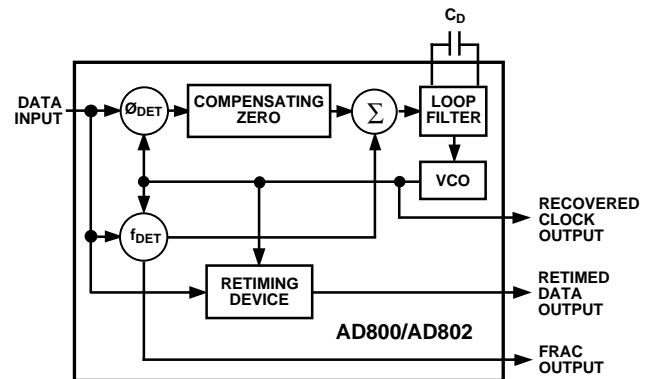 CD
DATA
INPUT
ØDET
COMPENSATING
ZERO
Σ
LOOP
FILTER
VCO
RECOVERED
CLOCK
OUTPUT
fDET
RETIMING
DEVICE
RETIMED
DATA
OUTPUT
AD800/AD802
FRAC
OUTPUT